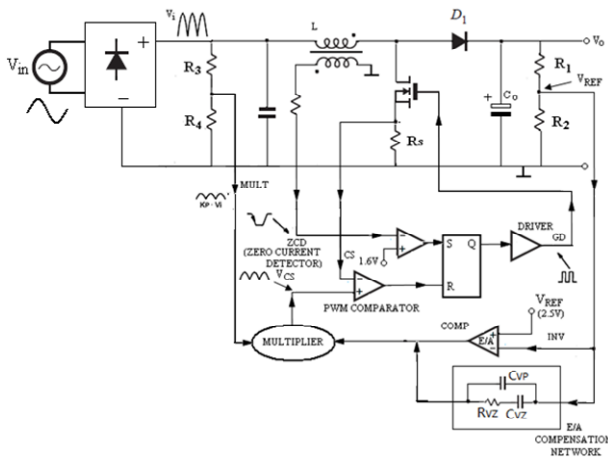 Vi
L
D1
Vo
Vin
+
−
R3
R4
R1
VREF
R2
+
Co
Rs
MULT
KP · Vi
ZCD
(ZERO CURRENT
DETECTOR)
CS
1.6V
−
+
S
Q
R
DRIVER
GD
VCS
−
+
PWM COMPARATOR
MULTIPLIER
COMP
E/A
+
−
VREF
(2.5V)
INV
CVP
RVZ
CVZ
E/A
COMPENSATION
NETWORK